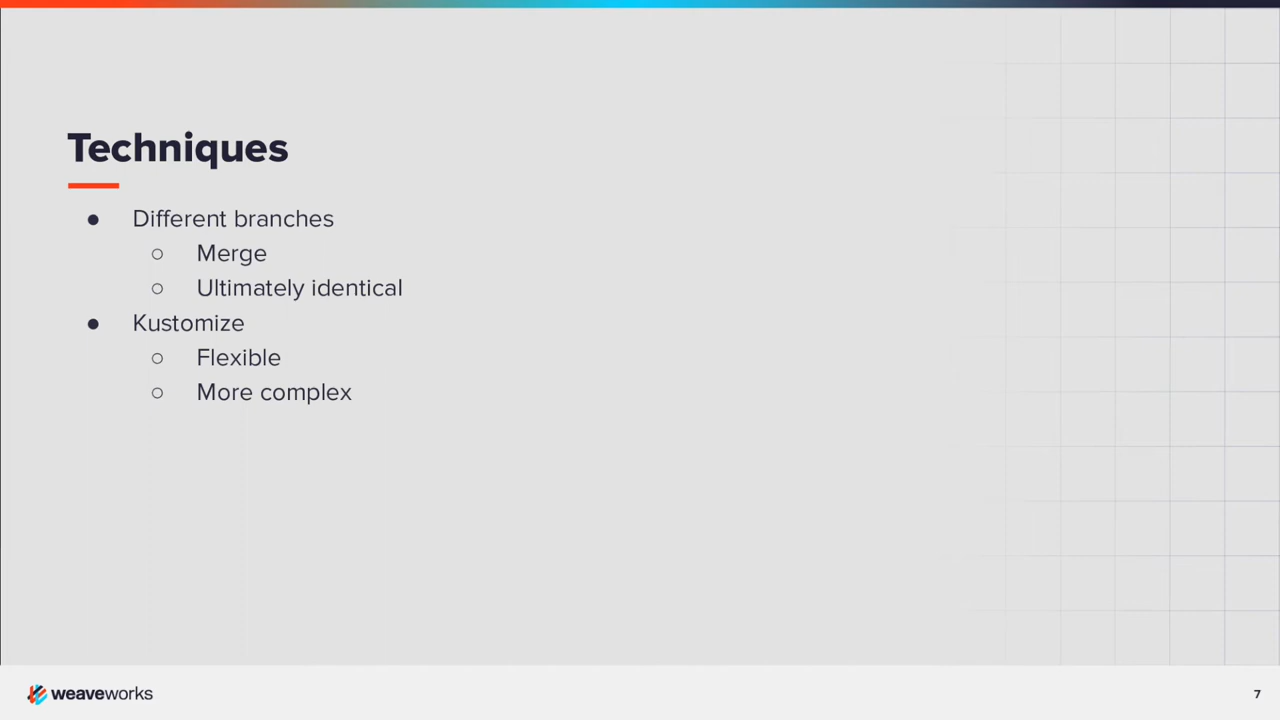 Techniques
● Different branches
○ Merge
○ Ultimately identical
● Kustomize
○ Flexible
○ More complex
weaveworks
7